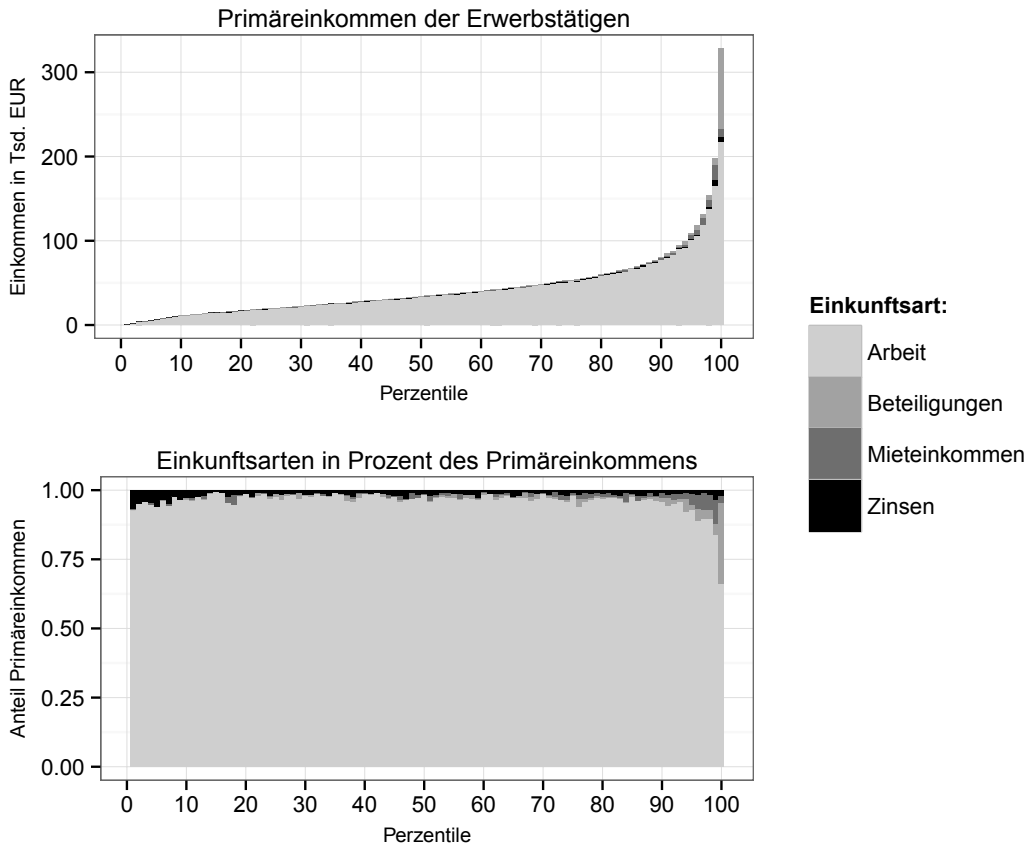 Primäreinkommen der Erwerbstätigen
Einkommen in Tsd. EUR
300
200
100
0
0 10 20 30 40 50 60 70 80 90 100
Perzentile
Einkunftsarten in Prozent des Primäreinkommens
Anteil Primäreinkommen
1.00
0.75
0.50
0.25
0.00
0 10 20 30 40 50 60 70 80 90 100
Perzentile
Einkunftsart:
Arbeit
Beteiligungen
Mieteinkommen
Zinsen